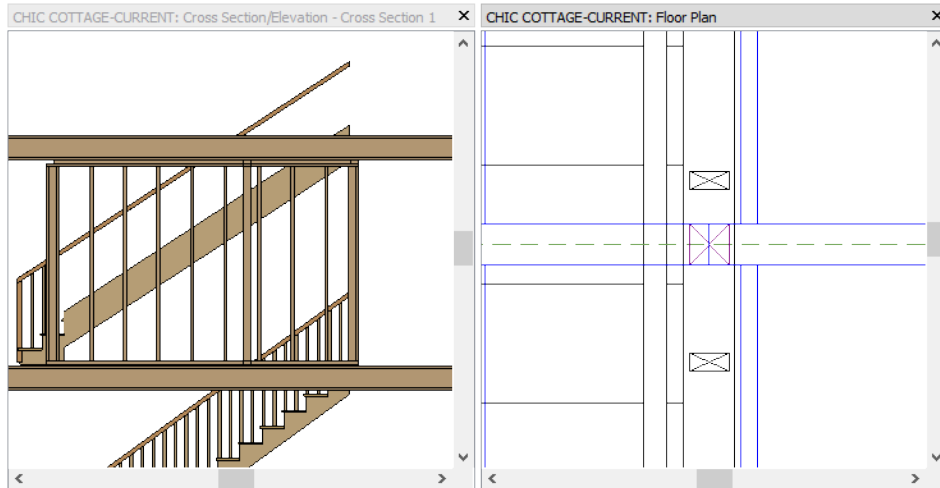 CHIC COTTAGE-CURRENT: Cross Section/Elevation - Cross Section 1
CHIC COTTAGE-CURRENT: Floor Plan